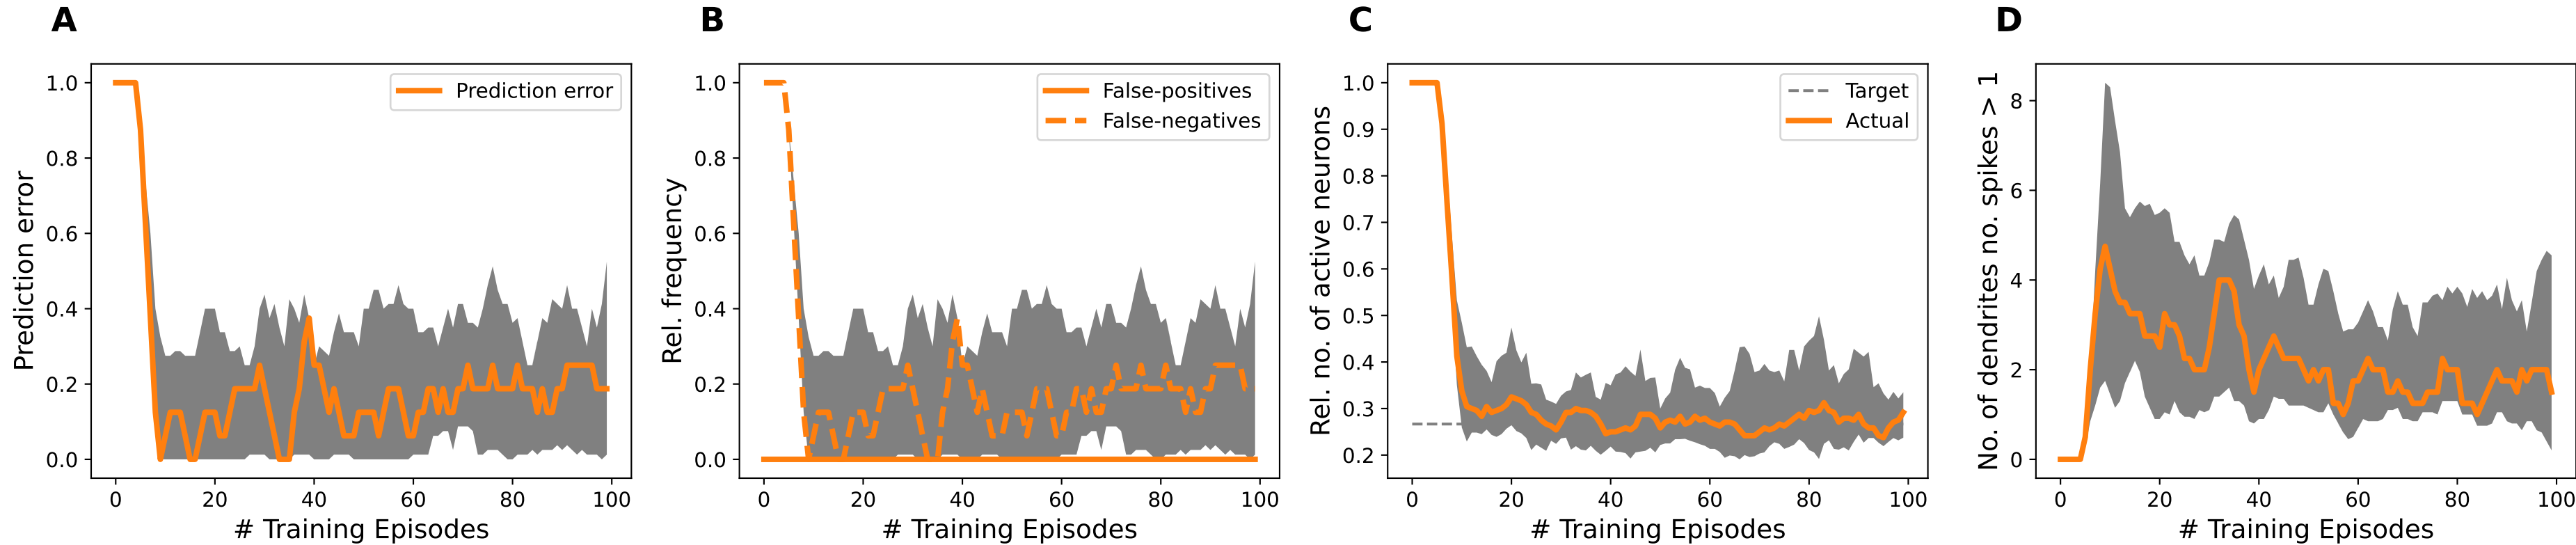 A
Prediction error
1.0
0.8
0.6
0.4
0.2
0.0
Prediction error
0
20
40
60
80
100
# Training Episodes
B
Rel. frequency
1.0
0.8
0.6
0.4
0.2
0.0
False-positives
False-negatives
0
20
40
60
80
100
# Training Episodes
C
Rel. no. of active neurons
1.0
0.9
0.8
0.7
0.6
0.5
0.4
0.3
0.2
Target
Actual
0
20
40
60
80
100
# Training Episodes
D
No. of dendrites no. spikes > 1
8
6
4
2
0
0
20
40
60
80
100
# Training Episodes